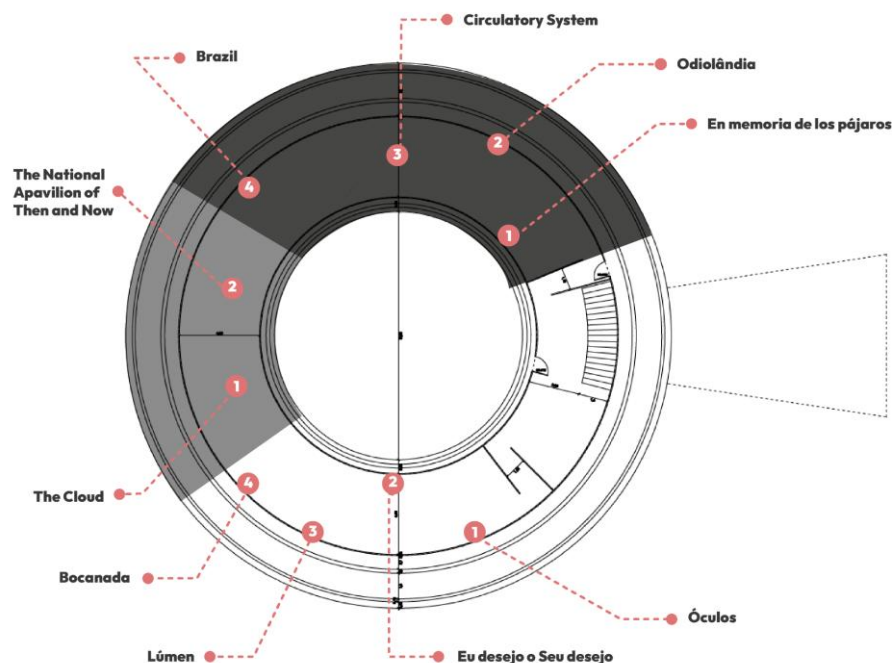 Circulatory System
Brazil
Odiolândia
En memoria de los pájaros
3
2
4
1
The National
Apavilion of
Then and Now
2
1
The Cloud
4
2
3
1
Bocanada
Óculos
Lúmen
Eu desejo o Seu desejo